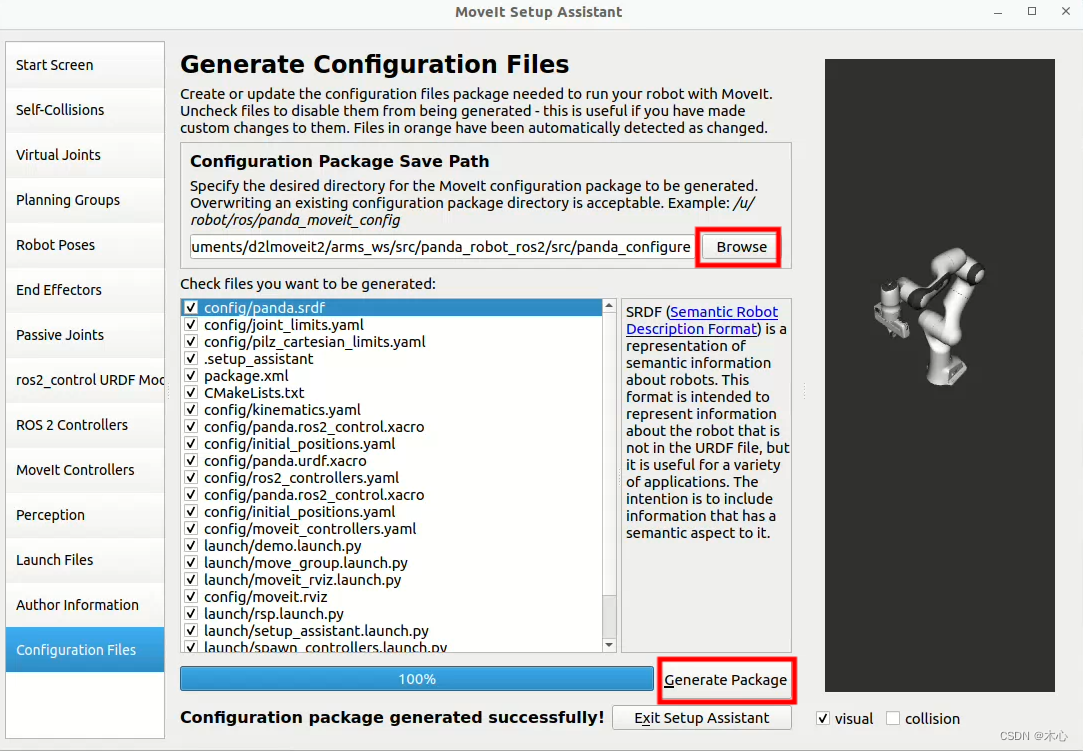 MoveIt Setup Assistant
Start Screen
Self-Collisions
Virtual Joints
Planning Groups
Robot Poses
End Effectors
Passive Joints
ros2_control URDF Moc
ROS 2 Controllers
MoveIt Controllers
Perception
Launch Files
Author Information
Configuration Files
Generate Configuration Files
Create or update the configuration files package needed to run your robot with MoveIt.
Uncheck files to disable them from being generated - this is useful if you have made
custom changes to them. Files in orange have been automatically detected as changed.
Configuration Package Save Path
Specify the desired directory for the MoveIt configuration package to be generated.
Overwriting an existing configuration package directory is acceptable. Example: /u/
robot/ros/panda_moveit_config
uments/d2lmoveit2/arms_ws/src/panda_robot_ros2/src/panda_configure
Browse
Check files you want to be generated:
config/panda.srdf
config/joint_limits.yaml
config/pilz_cartesian_limits.yaml
.setup_assistant
package.xml
CMakeLists.txt
config/kinematics.yaml
config/panda.ros2_control.xacro
config/initial_positions.yaml
config/panda.urdf.xacro
config/ros2_controllers.yaml
config/panda.ros2_control.xacro
config/initial_positions.yaml
config/moveit_controllers.yaml
launch/demo.launch.py
launch/move_group.launch.py
launch/moveit_rviz.launch.py
config/moveit.rviz
launch/rsp.launch.py
launch/setup_assistant.launch.py
launch/spawn_controllers.launch.py
SRDF (Semantic Robot
Description Format) is a
representation of
semantic information
about robots. This
format is intended to
represent information
about the robot that is
not in the URDF file, but
it is useful for a variety
of applications. The
intention is to include
information that has a
semantic aspect to it.
100%
Generate Package
Configuration package generated successfully!
Exit Setup Assistant
visual
collision
CSDN @木心